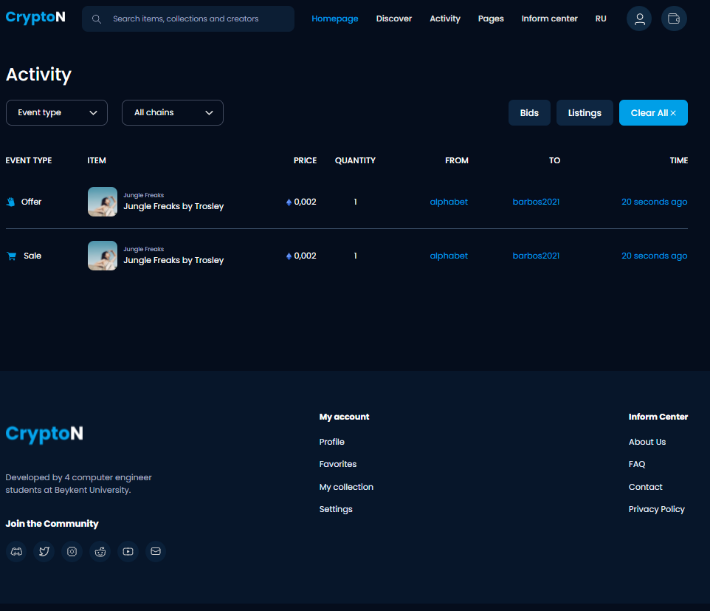 CryptoN
Search items, collections and creators
Homepage
Discover
Activity
Pages
Inform center
RU
Activity
Event type
All chains
Bids
Listings
Clear All ×
EVENT TYPE ITEM PRICE QUANTITY FROM TO TIME
Jungle Freaks
Offer Jungle Freaks by Trosley 0,002 1 alphabet barbos2021 20 seconds ago
Jungle Freaks
Sale Jungle Freaks by Trosley 0,002 1 alphabet barbos2021 20 seconds ago
CryptoN
Developed by 4 computer engineer
students at Beykent University.
Join the Community
My account
Profile
Favorites
My collection
Settings
Inform Center
About Us
FAQ
Contact
Privacy Policy